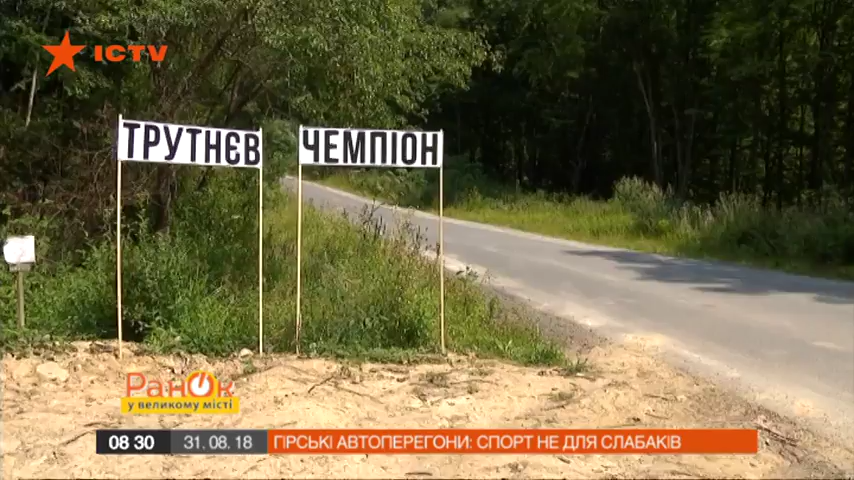 ICTV
ТРУТНЄВ ЧЕМПІОН
РанОк
у великому місті
08 30 31. 08. 18 ГІРСЬКІ АВТОПЕРЕГОНИ: СПОРТ НЕ ДЛЯ СЛАБАКІВ